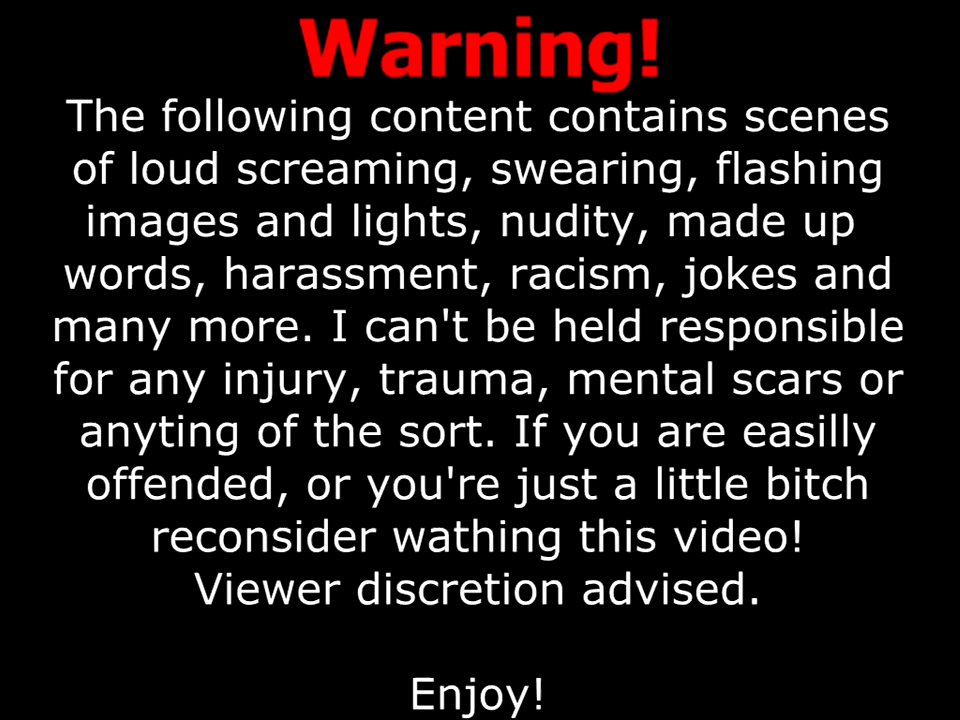 Warning!
The following content contains scenes
of loud screaming, swearing, flashing
images and lights, nudity, made up
words, harassment, racism, jokes and
many more. I can't be held responsible
for any injury, trauma, mental scars or
anyting of the sort. If you are easilly
offended, or you're just a little bitch
reconsider wathing this video!
Viewer discretion advised.
Enjoy!